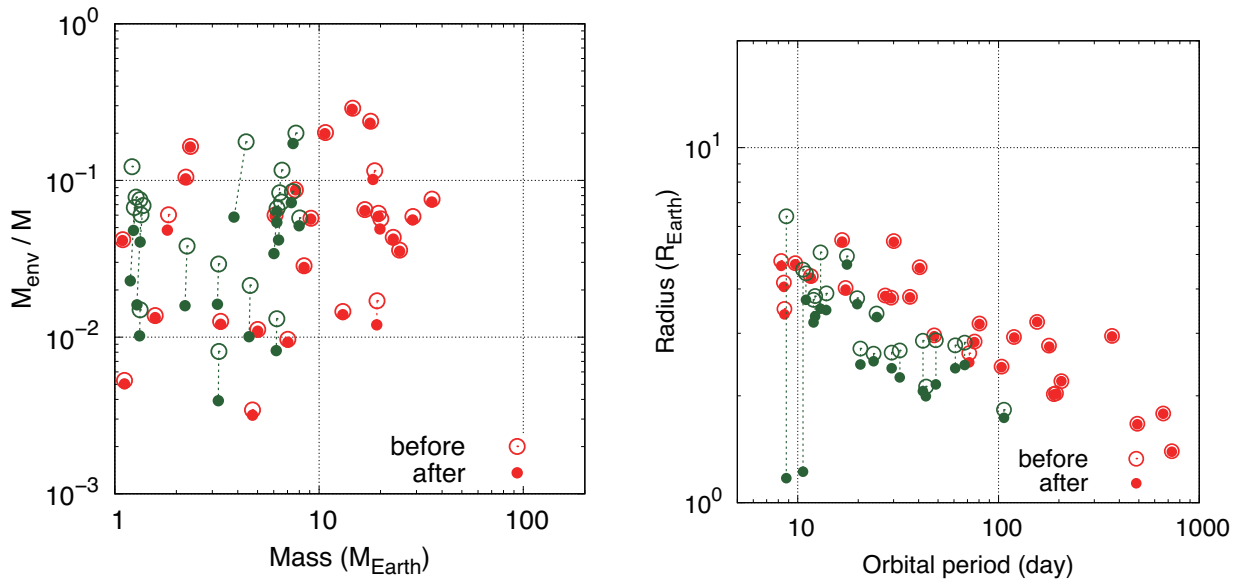 10^0
10^-1
10^-2
10^-3
M_env / M
1
10
100
Mass (M_Earth)
before
after
10^1
10^0
Radius (R_Earth)
10
100
1000
Orbital period (day)
before
after